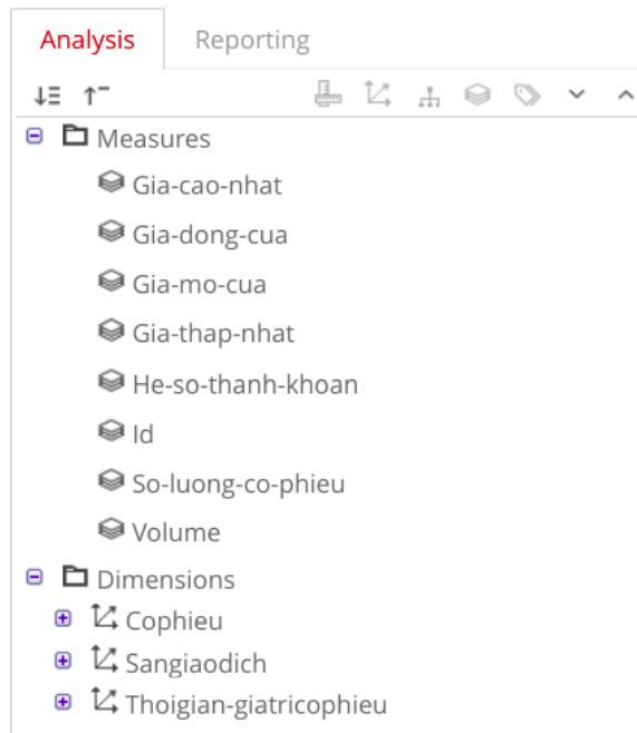 Analysis Reporting
Measures
Gia-cao-nhat
Gia-dong-cua
Gia-mo-cua
Gia-thap-nhat
He-so-thanh-khoan
Id
So-luong-co-phieu
Volume
Dimensions
Cophieu
Sangiaodich
Thoigian-giatricophieu